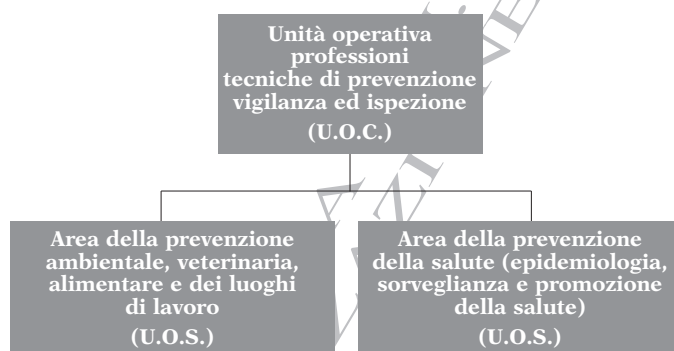 Unità operativa
professioni
tecniche di prevenzione
vigilanza ed ispezione
(U.O.C.)
Area della prevenzione
ambientale, veterinaria,
alimentare e dei luoghi
di lavoro
(U.O.S.)
Area della prevenzione
della salute (epidemiologia,
sorveglianza e promozione
della salute)
(U.O.S.)